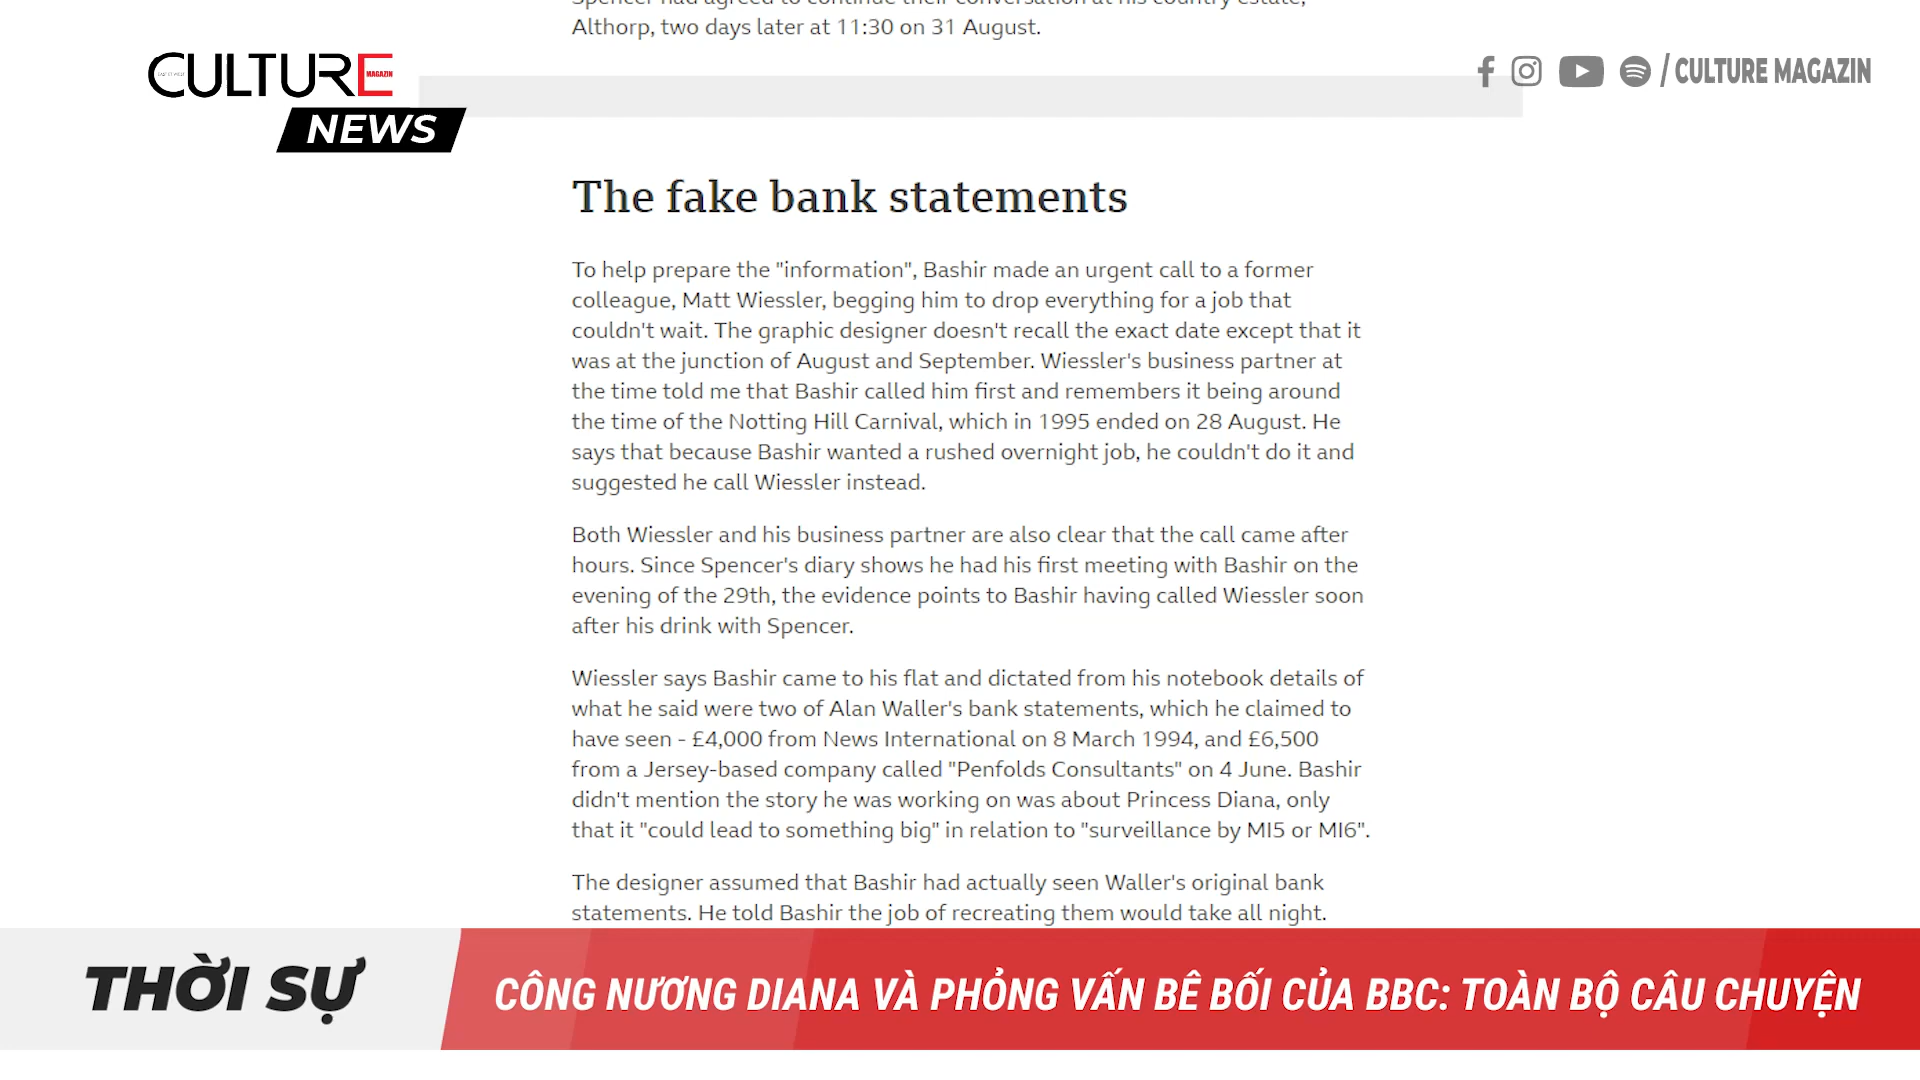 Spencer had agreed to continue their conversation at his country estate,
Althorp, two days later at 11:30 on 31 August.
CULTURE
MAGAZIN
NEWS
/ CULTURE MAGAZIN
The fake bank statements
To help prepare the "information", Bashir made an urgent call to a former
colleague, Matt Wiessler, begging him to drop everything for a job that
couldn't wait. The graphic designer doesn't recall the exact date except that it
was at the junction of August and September. Wiessler's business partner at
the time told me that Bashir called him first and remembers it being around
the time of the Notting Hill Carnival, which in 1995 ended on 28 August. He
says that because Bashir wanted a rushed overnight job, he couldn't do it and
suggested he call Wiessler instead.
Both Wiessler and his business partner are also clear that the call came after
hours. Since Spencer's diary shows he had his first meeting with Bashir on the
evening of the 29th, the evidence points to Bashir having called Wiessler soon
after his drink with Spencer.
Wiessler says Bashir came to his flat and dictated from his notebook details of
what he said were two of Alan Waller's bank statements, which he claimed to
have seen - £4,000 from News International on 8 March 1994, and £6,500
from a Jersey-based company called "Penfolds Consultants" on 4 June. Bashir
didn't mention the story he was working on was about Princess Diana, only
that it "could lead to something big" in relation to "surveillance by MI5 or MI6".
The designer assumed that Bashir had actually seen Waller's original bank
statements. He told Bashir the job of recreating them would take all night.
THỜI SỰ
CÔNG NƯƠNG DIANA VÀ PHỎNG VẤN BÊ BỐI CỦA BBC: TOÀN BỘ CÂU CHUYỆN